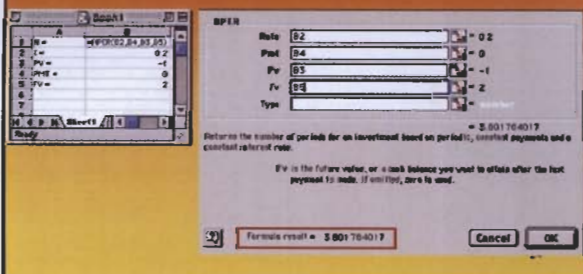 Book1
A B
1 N = =NPER(B2,B4,B3,B5)
2 I = 0.2
3 PV = -1
4 PMT = 0
5 FV = 2
6
7
Sheet1
Ready
NPER
Rate B2 = 0.2
Pmt B4 = 0
Pv B3 = -1
Fv B5 = 2
Type = number
= 3.801784017
Returns the number of periods for an investment based on periodic, constant payments and a
constant interest rate.
Fv is the future value, or a cash balance you want to attain after the last
payment is made. If omitted, zero is used.
Formula result = 3.801784017
Cancel OK